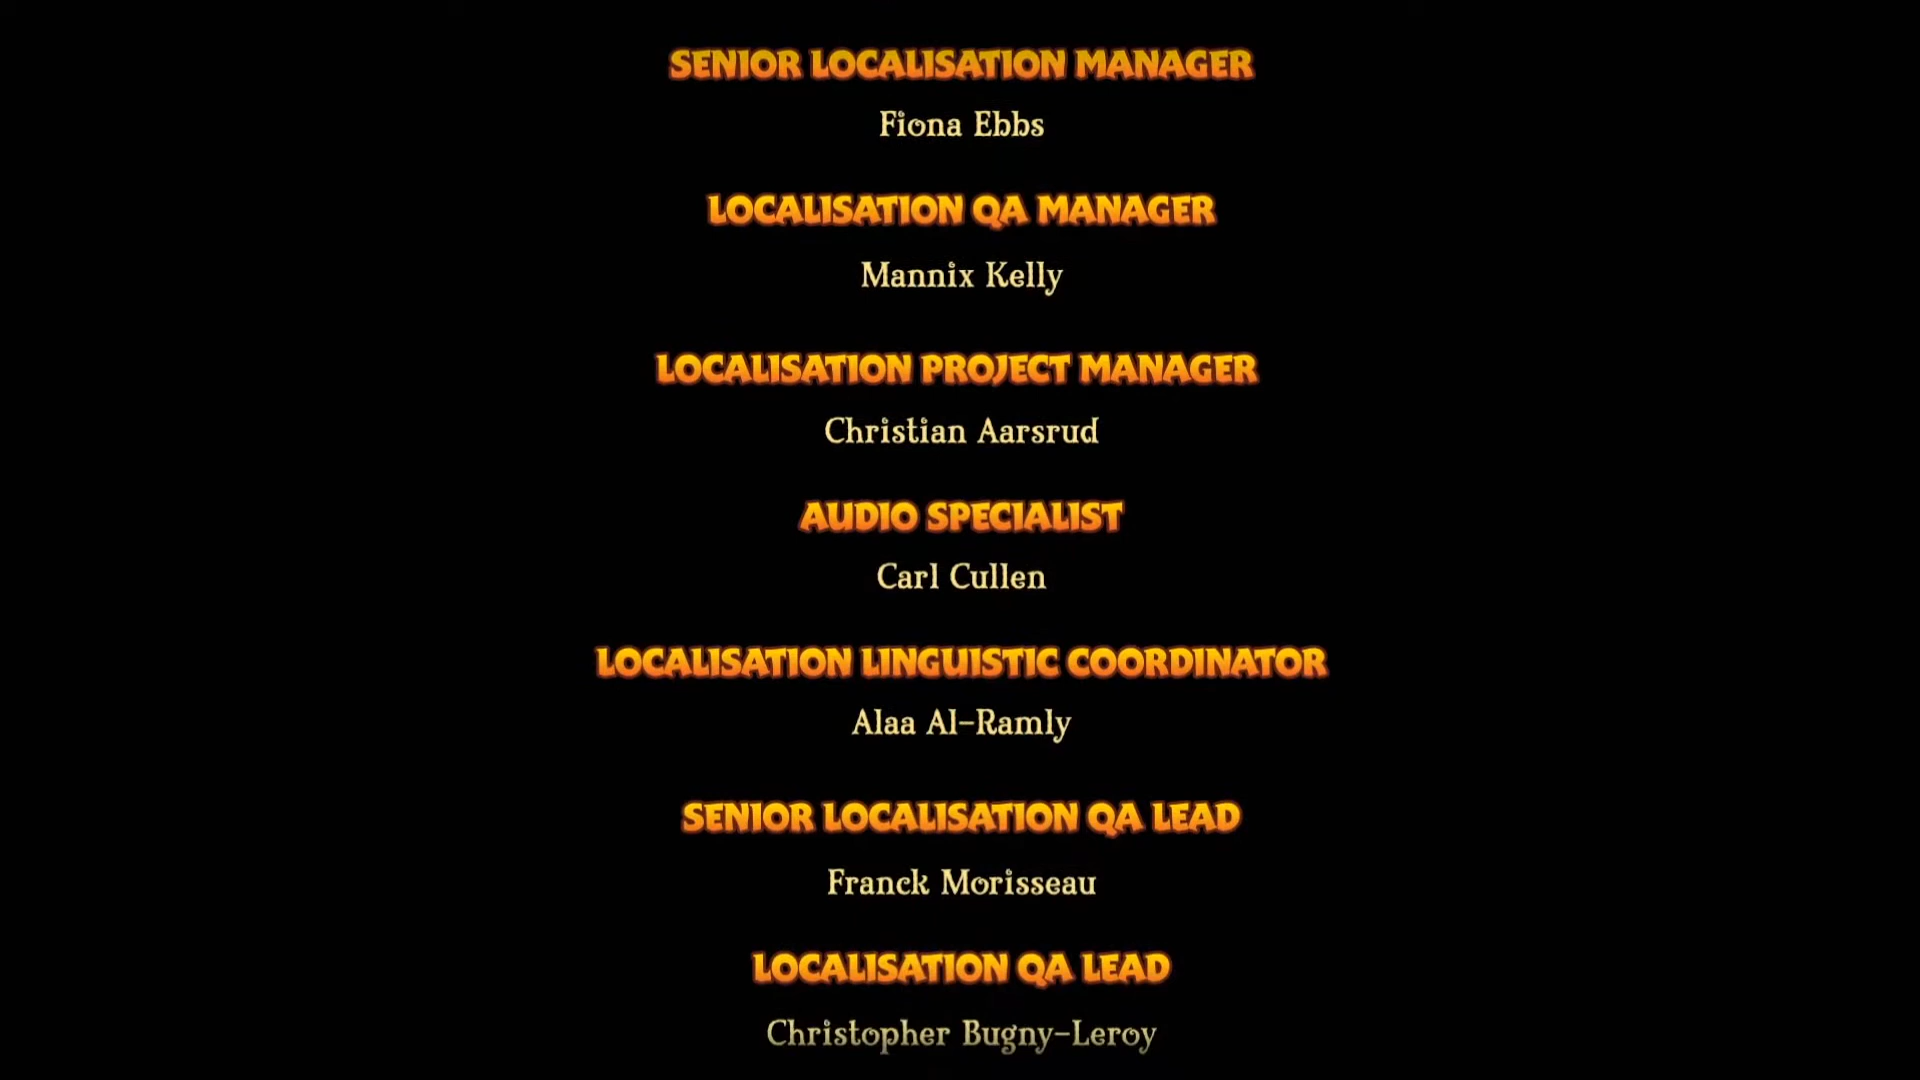 SENIOR LOCALISATION MANAGER
Fiona Ebbs
LOCALISATION QA MANAGER
Mannix Kelly
LOCALISATION PROJECT MANAGER
Christian Aarsrud
AUDIO SPECIALIST
Carl Cullen
LOCALISATION LINGUISTIC COORDINATOR
Alaa Al-Ramly
SENIOR LOCALISATION QA LEAD
Franck Morisseau
LOCALISATION QA LEAD
Christopher Bugny-Leroy